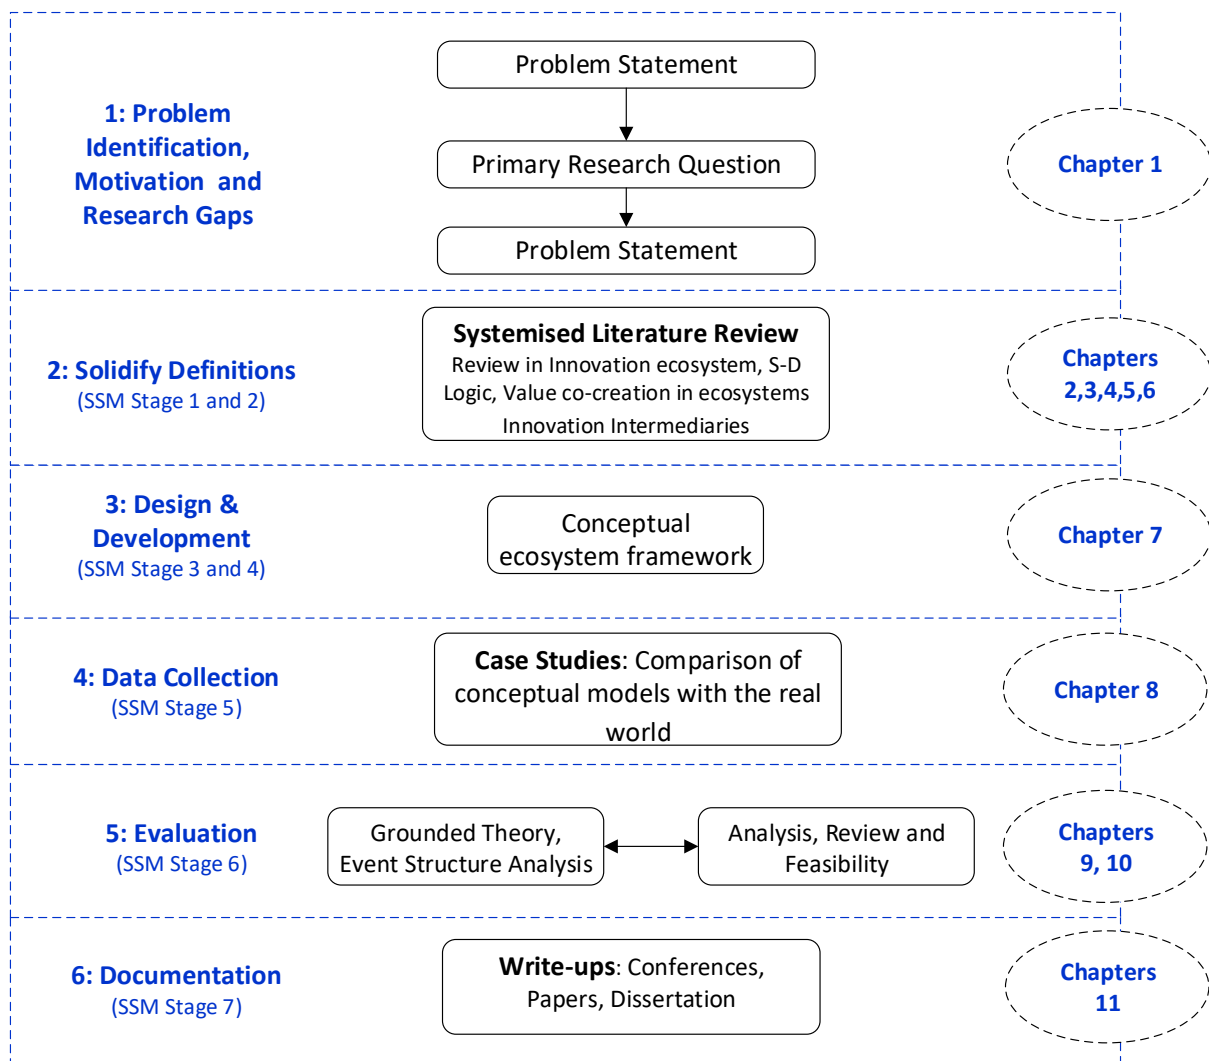 Problem Statement
1: Problem
Identification,
Motivation and
Research Gaps
Primary Research Question
Chapter 1
Problem Statement
2: Solidify Definitions
(SSM Stage 1 and 2)
Systemised Literature Review
Review in Innovation ecosystem, S-D
Logic, Value co-creation in ecosystems
Innovation Intermediaries
Chapters
2,3,4,5,6
3: Design &
Development
(SSM Stage 3 and 4)
Conceptual
ecosystem framework
Chapter 7
4: Data Collection
(SSM Stage 5)
Case Studies: Comparison of
conceptual models with the real
world
Chapter 8
5: Evaluation
(SSM Stage 6)
Grounded Theory,
Event Structure Analysis
Analysis, Review and
Feasibility
Chapters
9, 10
6: Documentation
(SSM Stage 7)
Write-ups: Conferences,
Papers, Dissertation
Chapters
11